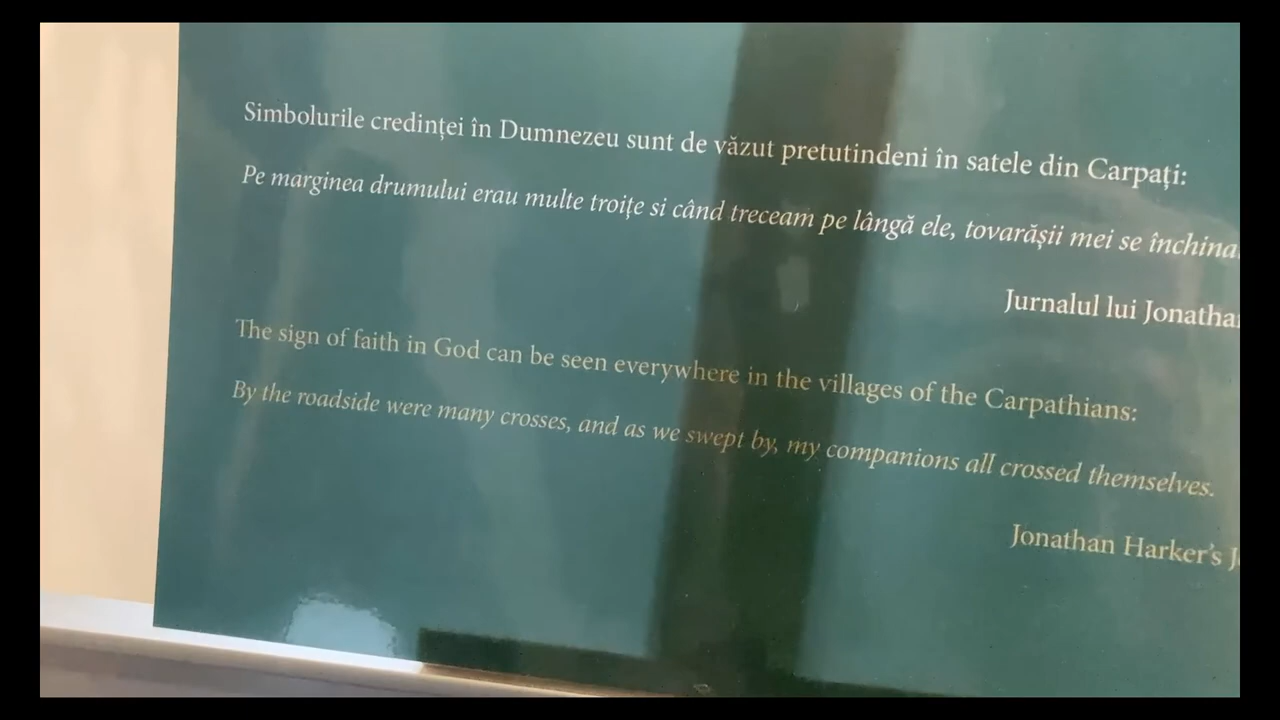 Simbolurile credinței în Dumnezeu sunt de văzut pretutindeni în satele din Carpați:
Pe marginea drumului erau multe troițe si când treceam pe lângă ele, tovarășii mei se închina
Jurnalul lui Jonatha
The sign of faith in God can be seen everywhere in the villages of the Carpathians:
By the roadside were many crosses, and as we swept by, my companions all crossed themselves.
Jonathan Harker's J